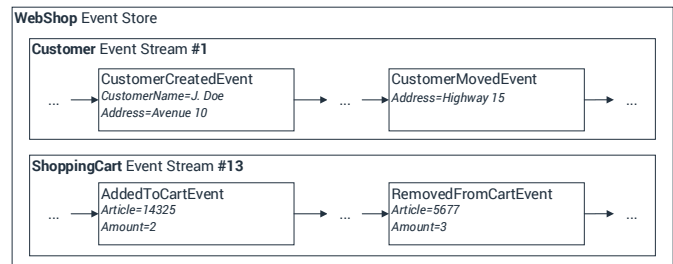 WebShop Event Store
Customer Event Stream #1
... CustomerCreatedEvent ... CustomerMovedEvent ...
CustomerName=J. Doe Address=Highway 15
Address=Avenue 10
ShoppingCart Event Stream #13
... AddedToCartEvent ... RemovedFromCartEvent ...
Article=14325 Article=5677
Amount=2 Amount=3